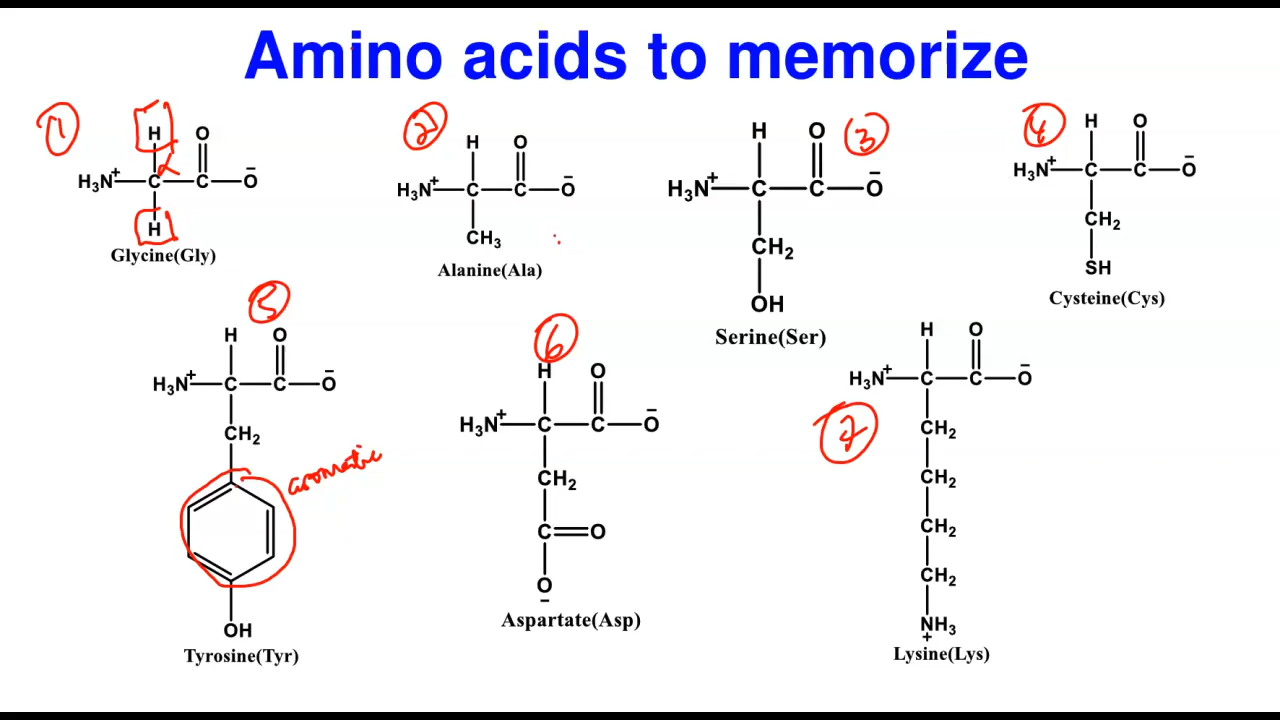 Amino acids to memorize
1
H O
α
H₃N⁺ C C O⁻
H
Glycine(Gly)
2
H O
H₃N⁺ C C O⁻
CH₃
Alanine(Ala)
3
H O
H₃N⁺ C C O⁻
CH₂
OH
Serine(Ser)
4
H O
H₃N⁺ C C O⁻
CH₂
SH
Cysteine(Cys)
5
H O
H₃N⁺ C C O⁻
CH₂
aromatic
OH
Tyrosine(Tyr)
6
H O
H₃N⁺ C C O⁻
CH₂
C O
O⁻
Aspartate(Asp)
7
H O
H₃N⁺ C C O⁻
CH₂
CH₂
CH₂
CH₂
NH₃⁺
Lysine(Lys)